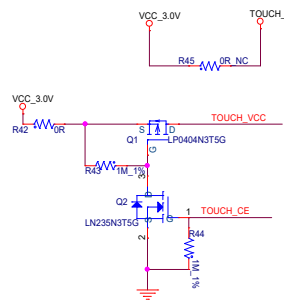 VCC_3.0V
TOUCH_
R45
0R_NC
VCC_3.0V
TOUCH_VCC
R42
0R
S
D
Q1
LP0404N3T5G
G
R43
1M_1%
3
D
Q2
S
G
1
TOUCH_CE
LN235N3T5G
2
R44
1M_1%